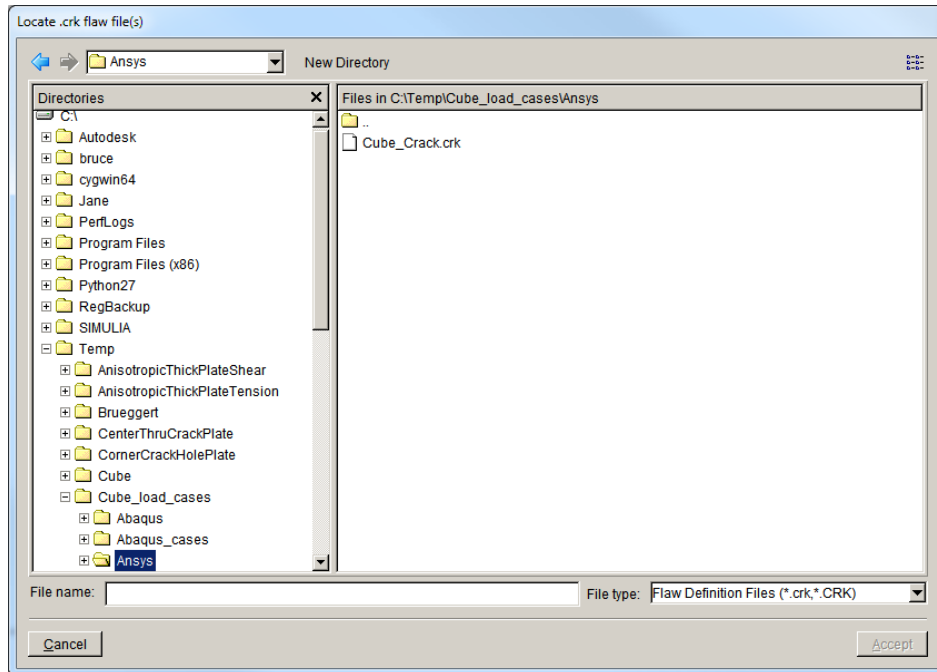 Locate .crk flaw file(s)
Ansys
New Directory
Directories
Files in C:\Temp\Cube_load_cases\Ansys
C:\
..
Autodesk
Cube_Crack.crk
bruce
cygwin64
Jane
PerfLogs
Program Files
Program Files (x86)
Python27
RegBackup
SIMULIA
Temp
AnisotropicThickPlateShear
AnisotropicThickPlateTension
Brueggert
CenterThruCrackPlate
CornerCrackHolePlate
Cube
Cube_load_cases
Abaqus
Abaqus_cases
Ansys
File name:
File type: Flaw Definition Files (*.crk,*.CRK)
Cancel
Accept